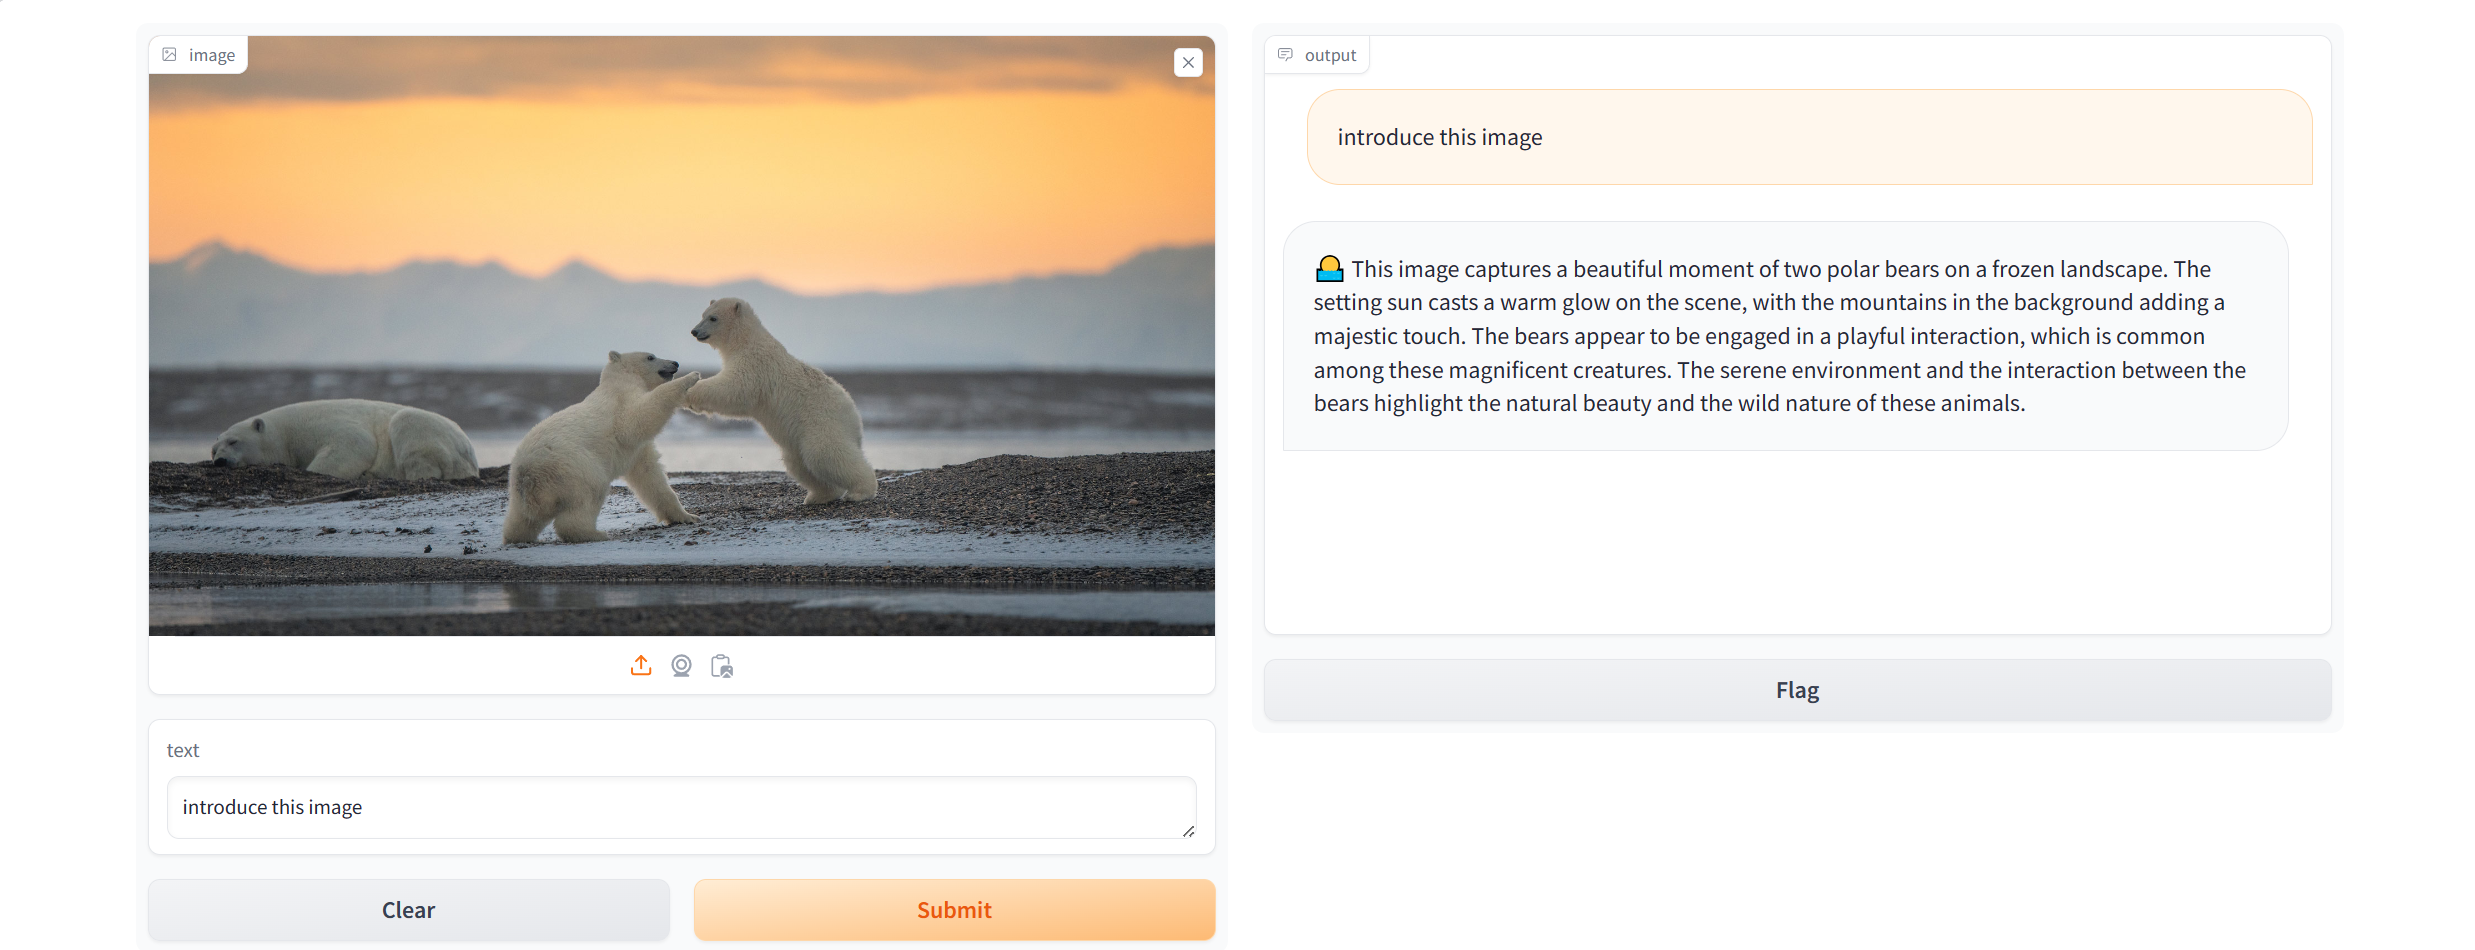 image
text
introduce this image
Clear
Submit
output
introduce this image
This image captures a beautiful moment of two polar bears on a frozen landscape. The
setting sun casts a warm glow on the scene, with the mountains in the background adding a
majestic touch. The bears appear to be engaged in a playful interaction, which is common
among these magnificent creatures. The serene environment and the interaction between the
bears highlight the natural beauty and the wild nature of these animals.
Flag